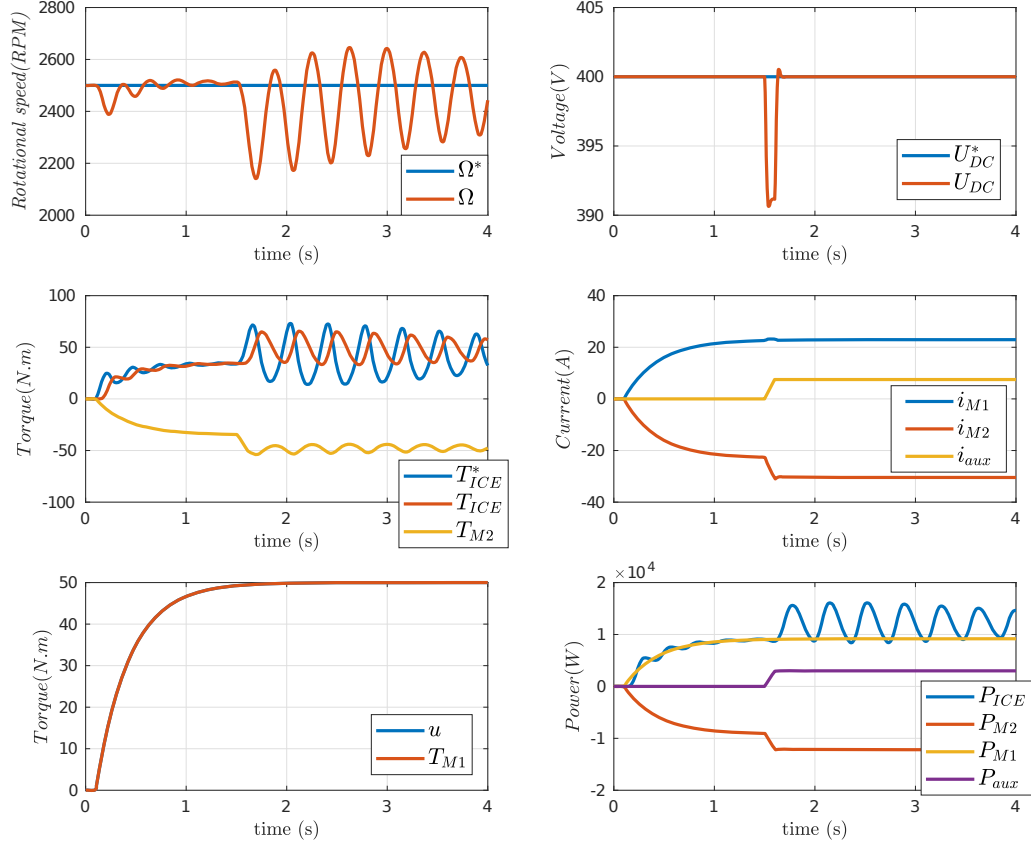 2800
2600
2400
2200
2000
Rotational speed(RPM)
0 1 2 3 4
time (s)
Ω*
Ω
405
400
395
390
Voltage(V)
0 1 2 3 4
time (s)
U*DC
UDC
100
50
0
-50
-100
Torque(N.m)
0 1 2 3 4
time (s)
T*ICE
TICE
TM2
40
20
0
-20
-40
Current(A)
0 1 2 3 4
time (s)
iM1
iM2
iaux
50
40
30
20
10
0
Torque(N.m)
0 1 2 3 4
time (s)
u
TM1
×10^4
2
1
0
-1
-2
Power(W)
0 1 2 3 4
time (s)
PICE
PM2
PM1
Paux